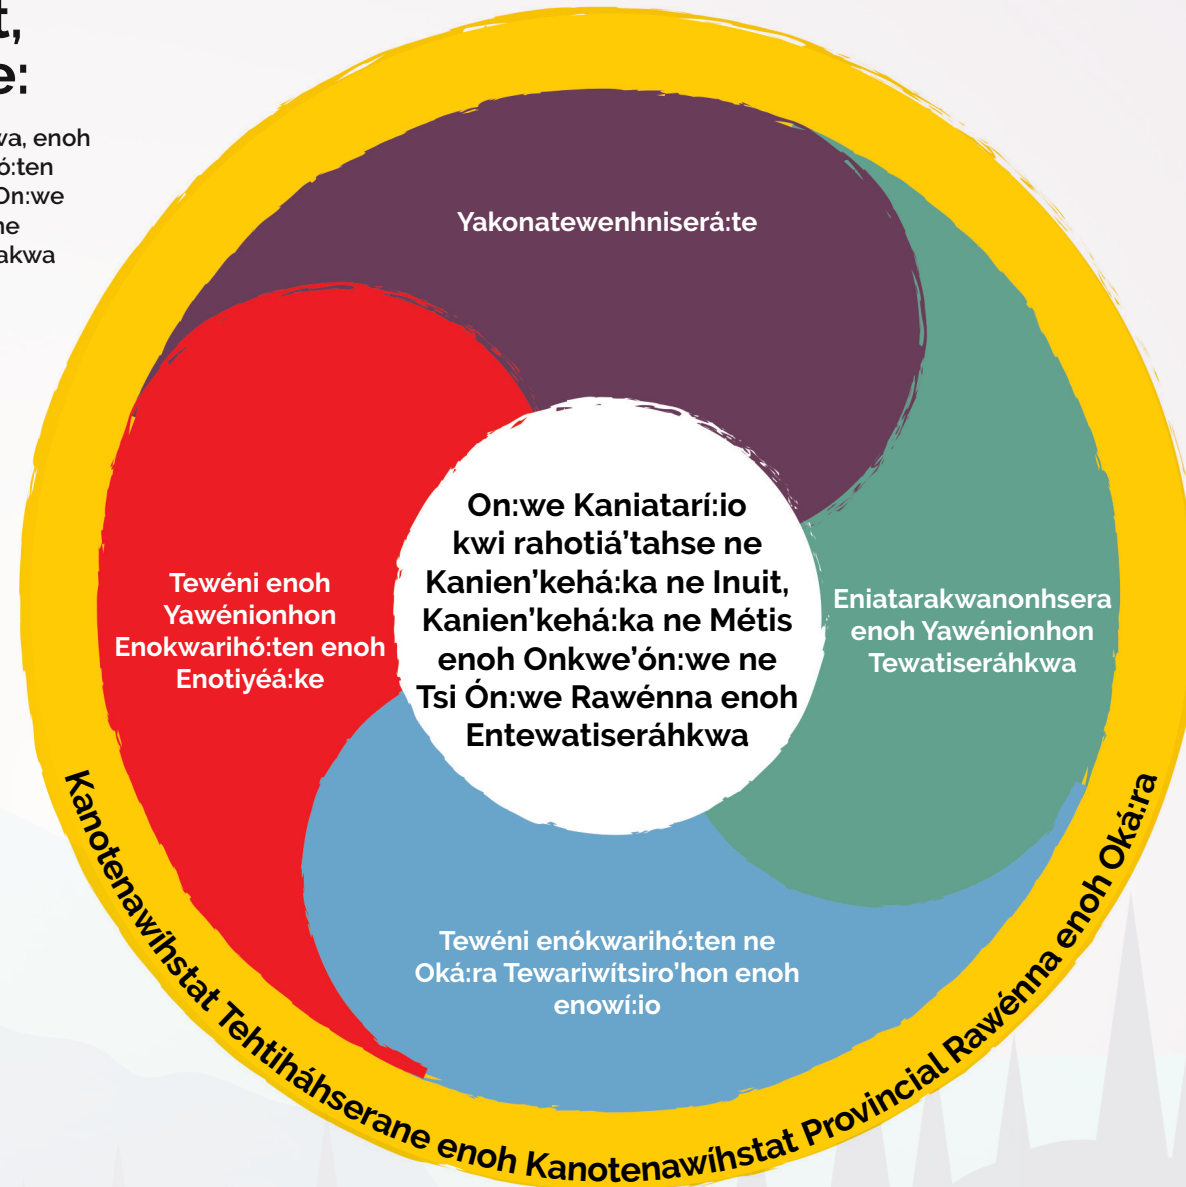 t,
e:
va, enoh
ó:ten
On:we
ne
akwa
Yakonatewenhniserá:te
Tewéni enoh
Yawénionhon
Enokwarihó:ten enoh
Enotiyéá:ke
On:we Kaniatarí:io
kwi rahotiá'tahse ne
Kanien'kehá:ka ne Inuit,
Kanien'kehá:ka ne Métis
enoh Onkwe'ón:we ne
Tsi Ón:we Rawénna enoh
Entewatiseráhkwa
Eniatarakwanonhsera
enoh Yawénionhon
Tewatiseráhkwa
Tewéni enókwarihó:ten ne
Oká:ra Tewariwítsiro'hon enoh
enowí:io
Kanotenawíhstat Tehtiháhserane enoh Kanotenawíhstat Provincial Rawénna enoh Oká:ra